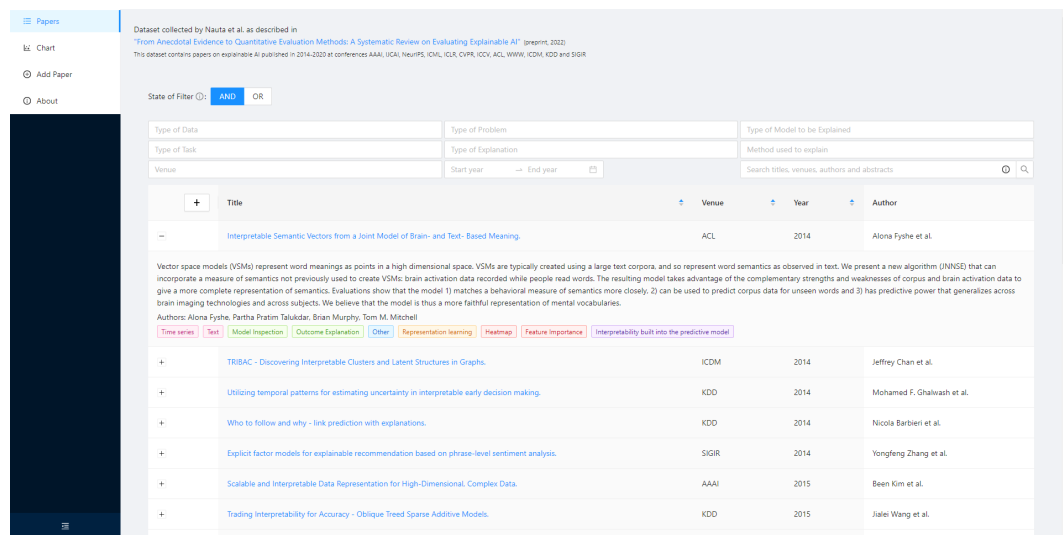 Papers
Chart
Add Paper
About
Dataset collected by Nauta et al. as described in
"From Anecdotal Evidence to Quantitative Evaluation Methods: A Systematic Review on Evaluating Explainable AI" (preprint, 2022)
This dataset contains papers on explainable AI published in 2014-2020 at conferences AAAI, IJCAI, NeurIPS, ICML, ICLR, CVPR, ICCV, ACL, WWW, ICDM, KDD and SIGIR
State of Filter : AND OR
Type of Data Type of Problem Type of Model to be Explained
Type of Task Type of Explanation Method used to explain
Venue Start year → End year Search titles, venues, authors and abstracts
+ Title Venue Year Author
− Interpretable Semantic Vectors from a Joint Model of Brain- and Text- Based Meaning. ACL 2014 Alona Fyshe et al.
Vector space models (VSMs) represent word meanings as points in a high dimensional space. VSMs are typically created using a large text corpora, and so represent word semantics as observed in text. We present a new algorithm (JNNSE) that can
incorporate a measure of semantics not previously used to create VSMs: brain activation data recorded while people read words. The resulting model takes advantage of the complementary strengths and weaknesses of corpus and brain activation data to
give a more complete representation of semantics. Evaluations show that the model 1) matches a behavioral measure of semantics more closely, 2) can be used to predict corpus data for unseen words and 3) has predictive power that generalizes across
brain imaging technologies and across subjects. We believe that the model is thus a more faithful representation of mental vocabularies.
Authors: Alona Fyshe, Partha Pratim Talukdar, Brian Murphy, Tom M. Mitchell
Time series Text Model Inspection Outcome Explanation Other Representation learning Heatmap Feature Importance Interpretability built into the predictive model
+ TRIBAC - Discovering Interpretable Clusters and Latent Structures in Graphs. ICDM 2014 Jeffrey Chan et al.
+ Utilizing temporal patterns for estimating uncertainty in interpretable early decision making. KDD 2014 Mohamed F. Ghalwash et al.
+ Who to follow and why - link prediction with explanations. KDD 2014 Nicola Barbieri et al.
+ Explicit factor models for explainable recommendation based on phrase-level sentiment analysis. SIGIR 2014 Yongfeng Zhang et al.
+ Scalable and Interpretable Data Representation for High-Dimensional, Complex Data. AAAI 2015 Been Kim et al.
+ Trading Interpretability for Accuracy - Oblique Treed Sparse Additive Models. KDD 2015 Jialei Wang et al.